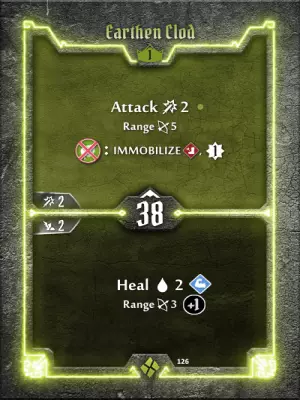 Earthen Clod
1
Attack 2
Range 5
: IMMOBILIZE , 1
2
38
2
Heal 2
Range 3 +1
126